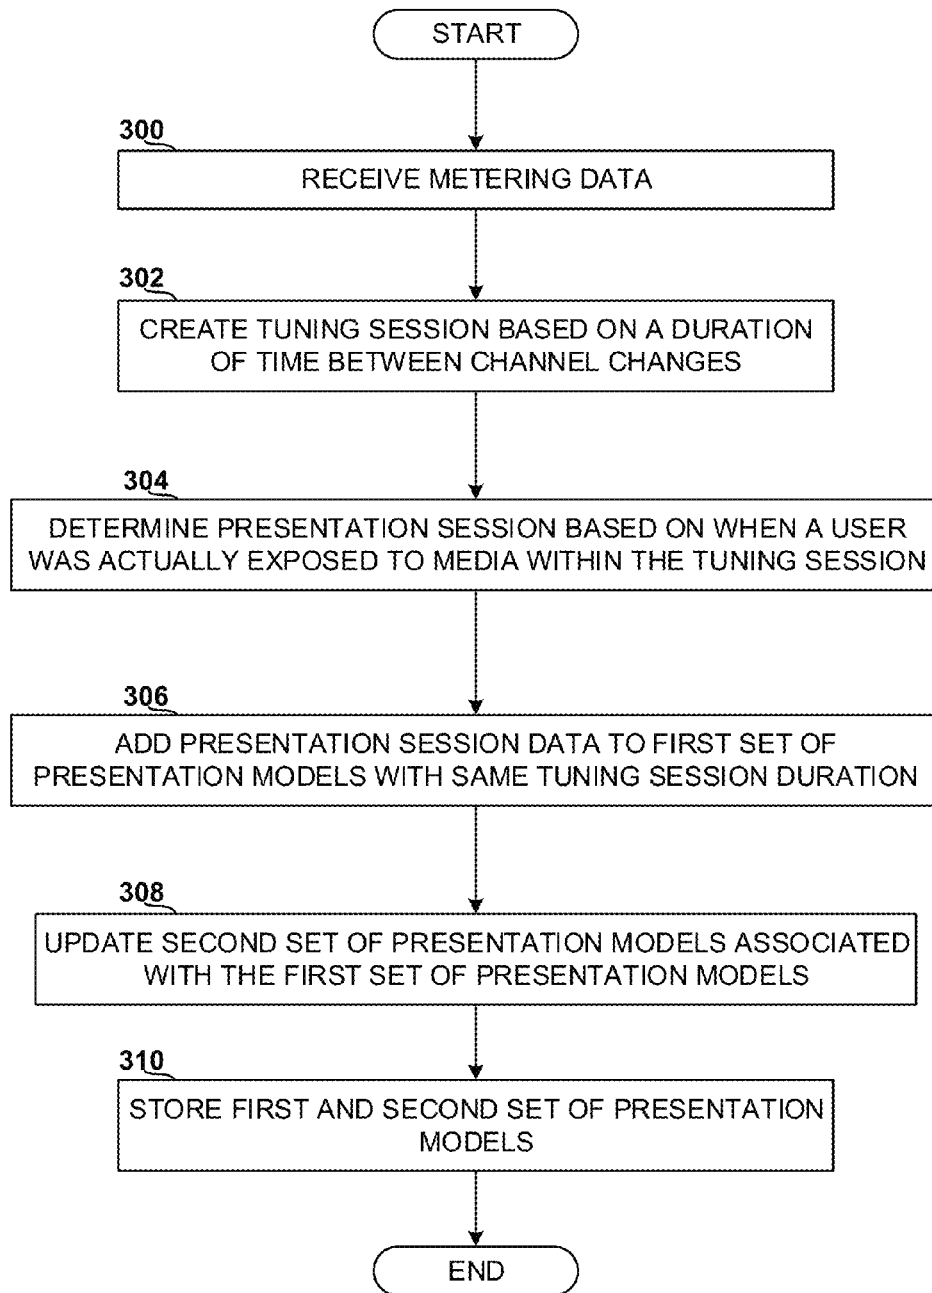 START
300
RECEIVE METERING DATA
302
CREATE TUNING SESSION BASED ON A DURATION
OF TIME BETWEEN CHANNEL CHANGES
304
DETERMINE PRESENTATION SESSION BASED ON WHEN A USER
WAS ACTUALLY EXPOSED TO MEDIA WITHIN THE TUNING SESSION
306
ADD PRESENTATION SESSION DATA TO FIRST SET OF
PRESENTATION MODELS WITH SAME TUNING SESSION DURATION
308
UPDATE SECOND SET OF PRESENTATION MODELS ASSOCIATED
WITH THE FIRST SET OF PRESENTATION MODELS
310
STORE FIRST AND SECOND SET OF PRESENTATION
MODELS
END